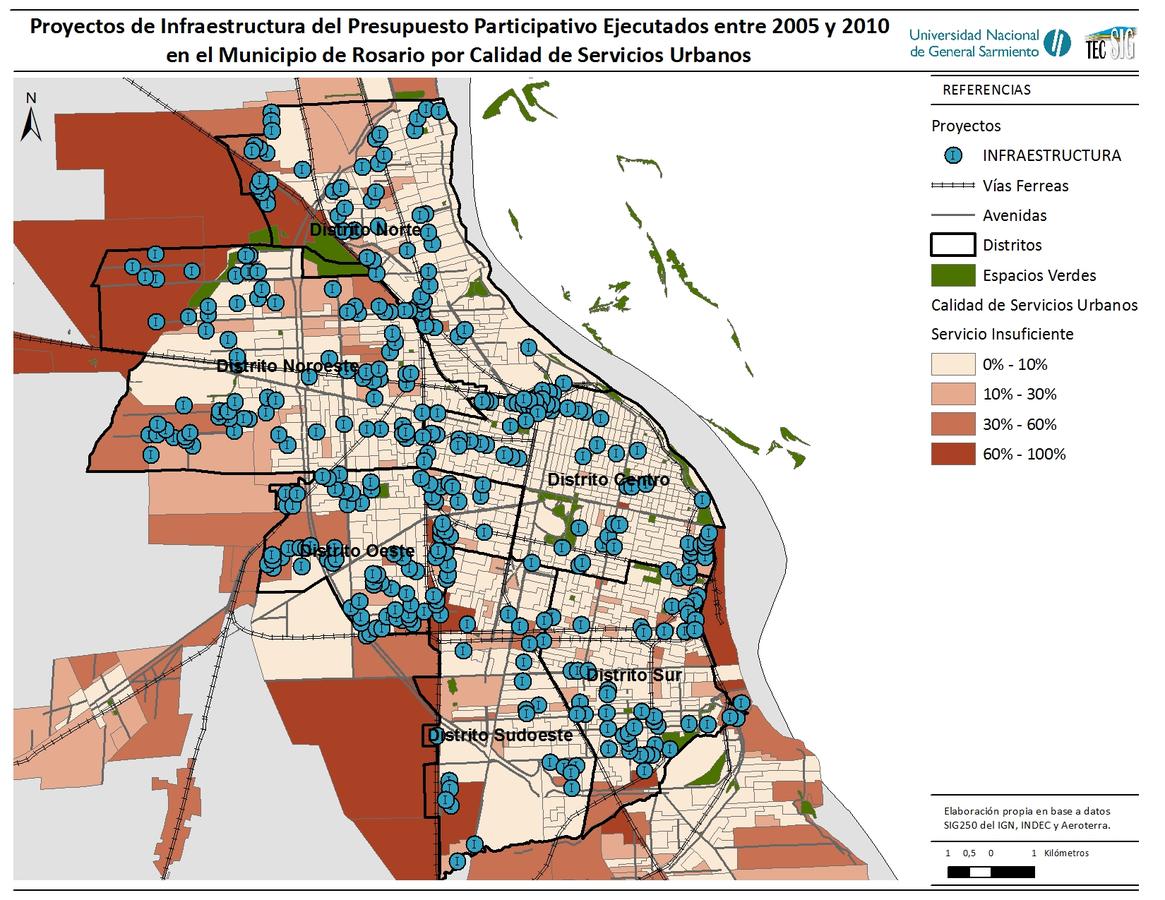 Proyectos de Infraestructura del Presupuesto Participativo Ejecutados entre 2005 y 2010
en el Municipio de Rosario por Calidad de Servicios Urbanos
Universidad Nacional
de General Sarmiento
TEC SIG
N
REFERENCIAS
Proyectos
I INFRAESTRUCTURA
Vías Ferreas
Avenidas
Distritos
Espacios Verdes
Calidad de Servicios Urbanos
Servicio Insuficiente
0% - 10%
10% - 30%
30% - 60%
60% - 100%
Distrito Norte
Distrito Noroeste
Distrito Centro
Distrito Oeste
Distrito Sur
Distrito Sudoeste
Elaboración propia en base a datos
SIG250 del IGN, INDEC y Aeroterra.
1 0,5 0 1 Kilómetros